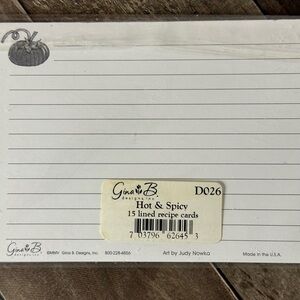 Gina B. D026
designs, inc.
Hot & Spicy
15 lined recipe cards
7 03796 62645 3
Gina B.
designs, inc.
Gina B. Designs, Inc. 800-228-4856 Art by Judy Nowka Made in the U.S.A.